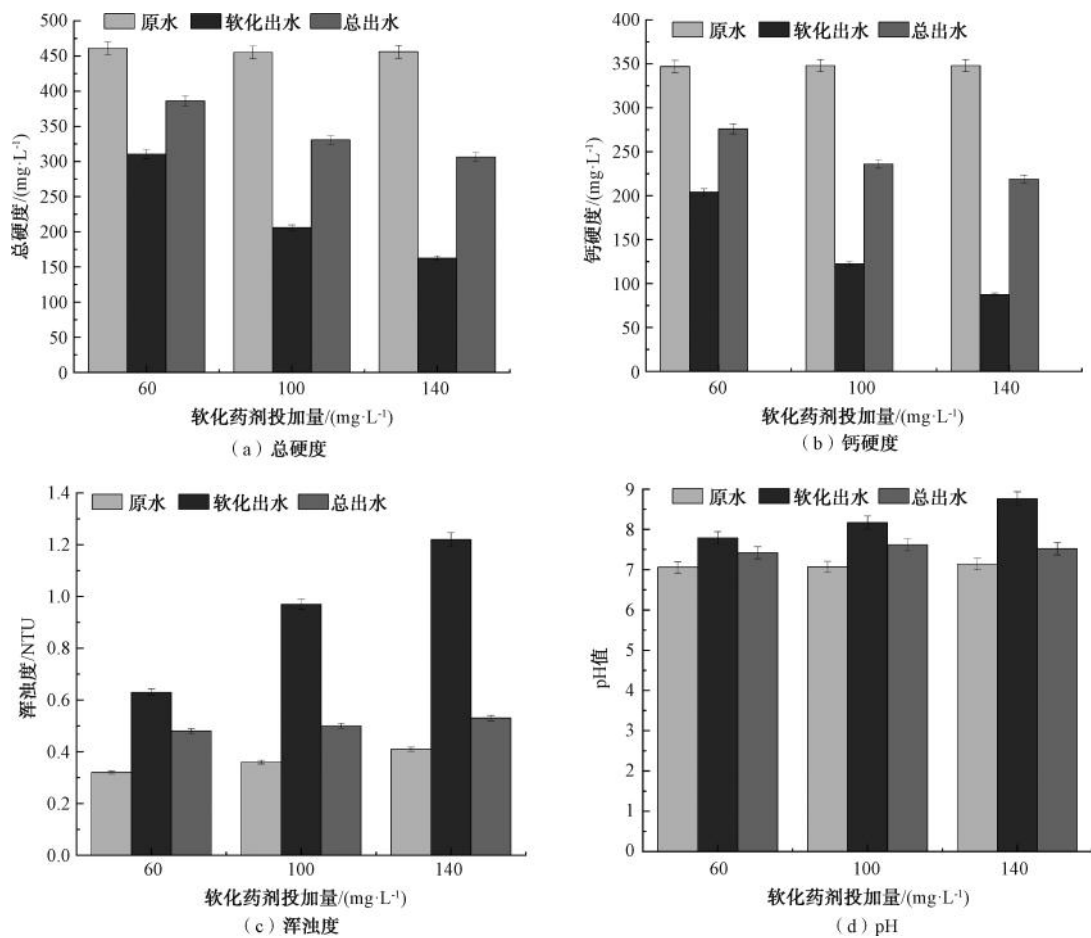 原水 软化出水 总出水
500
450
400
350
300
250
200
150
100
50
0
总硬度/(mg·L⁻¹)
60 100 140
软化药剂投加量/(mg·L⁻¹)
(a)总硬度
原水 软化出水 总出水
400
350
300
250
200
150
100
50
0
钙硬度/(mg·L⁻¹)
60 100 140
软化药剂投加量/(mg·L⁻¹)
(b)钙硬度
原水 软化出水 总出水
1.4
1.2
1.0
0.8
0.6
0.4
0.2
0.0
浑浊度/NTU
60 100 140
软化药剂投加量/(mg·L⁻¹)
(c)浑浊度
原水 软化出水 总出水
9
8
7
6
5
4
3
2
1
0
pH值
60 100 140
软化药剂投加量/(mg·L⁻¹)
(d)pH